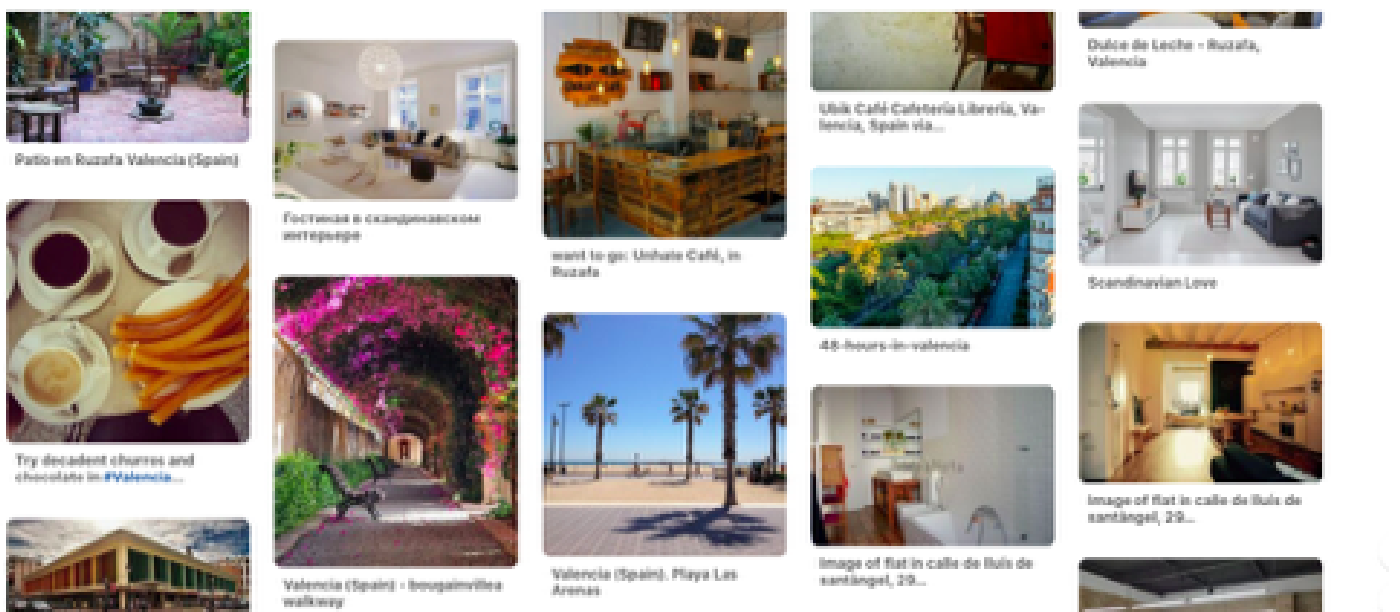 Patio en Ruzafa Valencia (Spain)
Try decadent churros and
chocolate in #Valencia...
Гостиная в скандинавском
интерьере
Valencia (Spain) - bougainvillea
walkway
want to go: Unhate Café, in
Ruzafa
Valencia (Spain). Playa Las
Arenas
Ubik Café Cafetería Librería, Va-
lencia, Spain via...
48-hours-in-valencia
Image of flat in calle de lluís de
santàngel, 29...
Dulce de Leche - Ruzafa,
Valencia
Scandinavian Love
Image of flat in calle de lluís de
santàngel, 29...